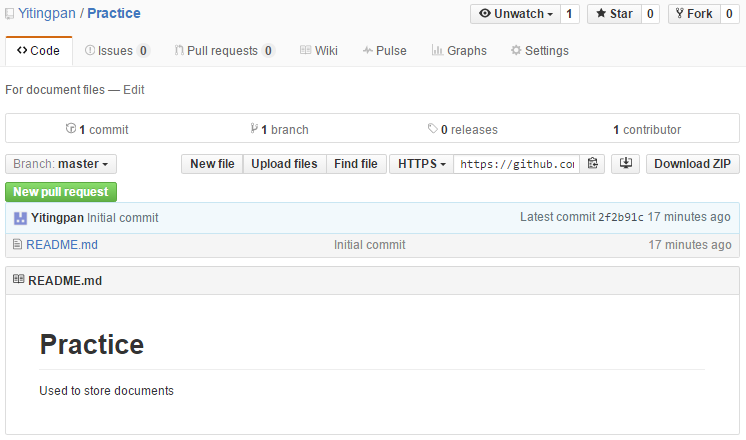 Yitingpan / Practice
Unwatch 1 Star 0 Fork 0
Code Issues 0 Pull requests 0 Wiki Pulse Graphs Settings
For document files — Edit
1 commit 1 branch 0 releases 1 contributor
Branch: master New file Upload files Find file HTTPS https://github.com Download ZIP
New pull request
Yitingpan Initial commit Latest commit 2f2b91c 17 minutes ago
README.md Initial commit 17 minutes ago
README.md
Practice
Used to store documents